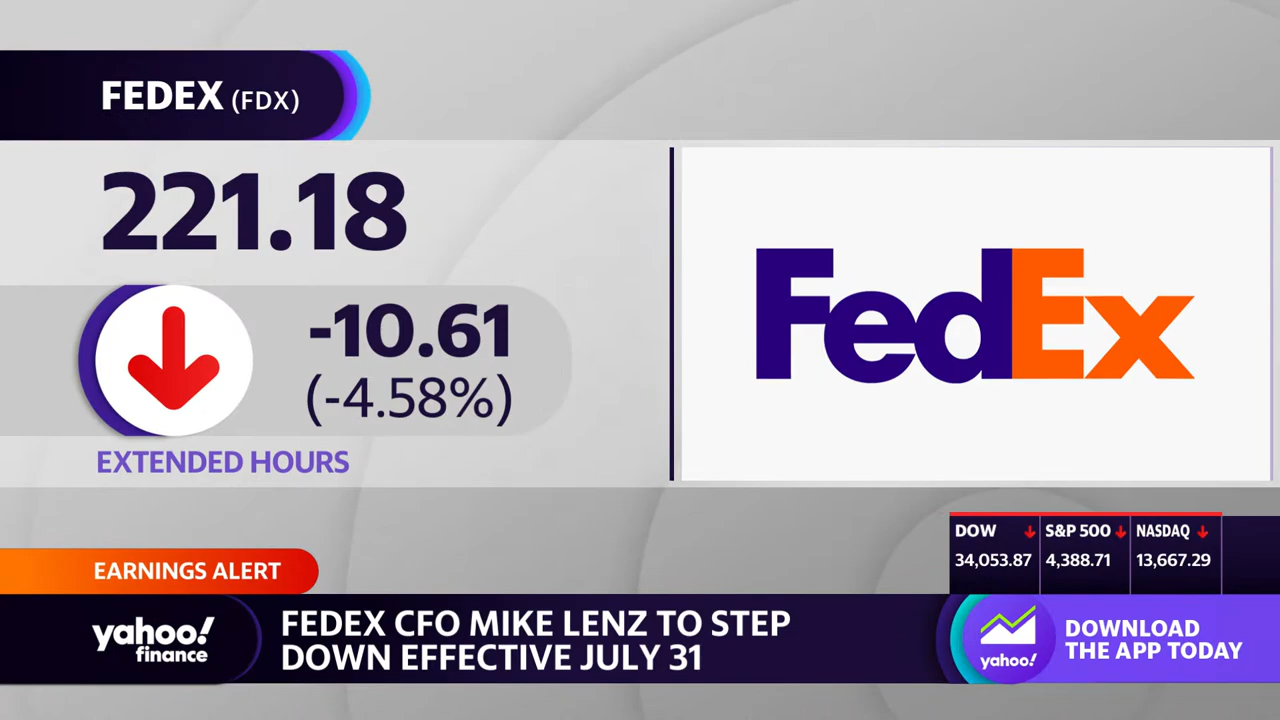 FEDEX (FDX)
221.18
-10.61
(-4.58%)
EXTENDED HOURS
FedEx
DOW S&P 500 NASDAQ
34,053.87 4,388.71 13,667.29
EARNINGS ALERT
yahoo!
finance
FEDEX CFO MIKE LENZ TO STEP
DOWN EFFECTIVE JULY 31
yahoo!
DOWNLOAD
THE APP TODAY